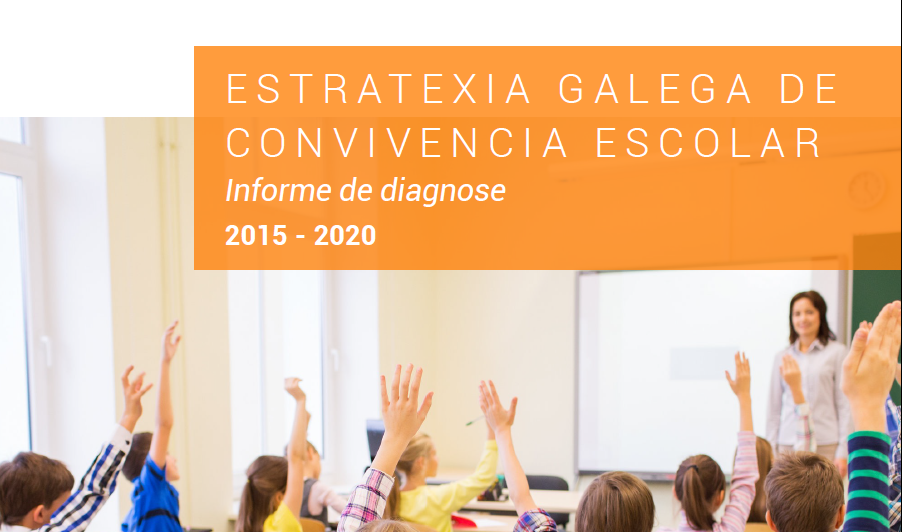 ESTRATEXIA GALEGA DE
CONVIVENCIA ESCOLAR
Informe de diagnose
2015 - 2020